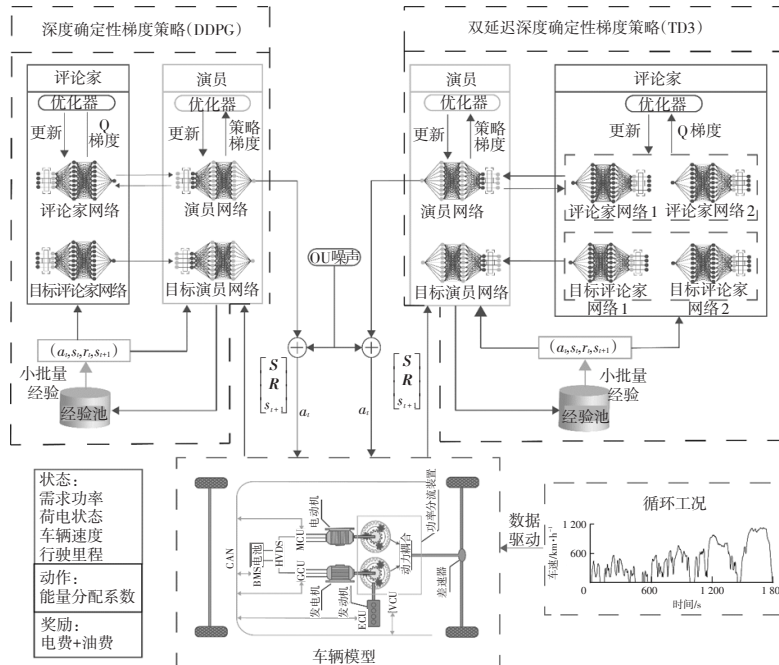 深度确定性梯度策略(DDPG)
评论家
优化器
更新
Q
梯度
评论家网络
目标评论家网络
演员
优化器
更新
策略
梯度
演员网络
目标演员网络
(a_t,s_t,r_t,s_{t+1})
小批量
经验
经验池
OU噪声
S
R
s_{t+1}
a_t
双延迟深度确定性梯度策略(TD3)
演员
优化器
更新
策略
梯度
演员网络
目标演员网络
评论家
优化器
更新
Q梯度
评论家网络1
评论家网络2
目标评论家
网络1
目标评论家
网络2
(a_t,s_t,r_t,s_{t+1})
小批量
经验
经验池
S
R
s_{t+}
a_t
状态:
需求功率
荷电状态
车辆速度
行驶里程
动作:
能量分配系数
奖励:
电费+油费
CAN
BMS电池
HVDS
GCU
MCU
电动机
发电机
发动机
ECU
VCU
动力耦合
功率分流装置
差速器
车辆模型
数据
驱动
循环工况
车速/km·h⁻¹
1 200
600
0
600
1 200
1 80
时间/s